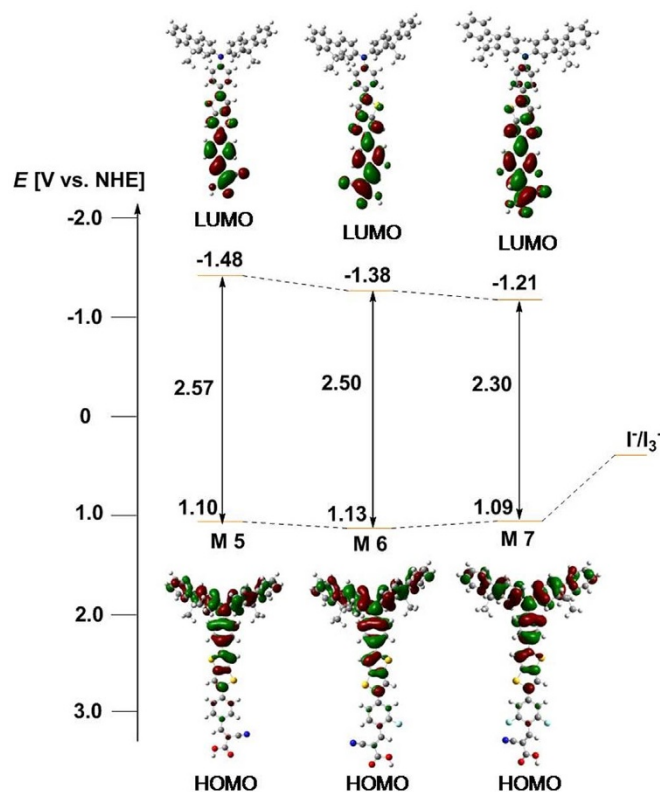 E [V vs. NHE]
LUMO
LUMO
LUMO
-2.0
-1.48
-1.38
-1.21
-1.0
2.57
2.50
2.30
0
I⁻/I₃⁻
1.0
1.10
1.13
1.09
M 5
M 6
M 7
2.0
3.0
HOMO
HOMO
HOMO